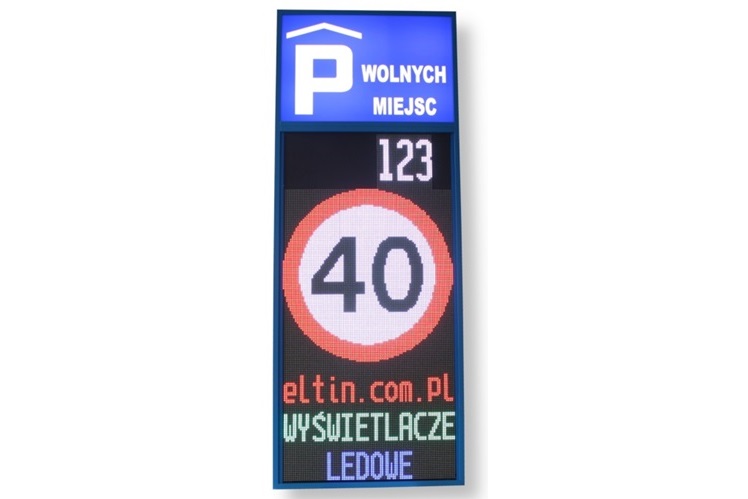 P WOLNYCH
MIEJSC
123
40
eltin.com.pl
WYŚWIETLACZE
LEDOWE